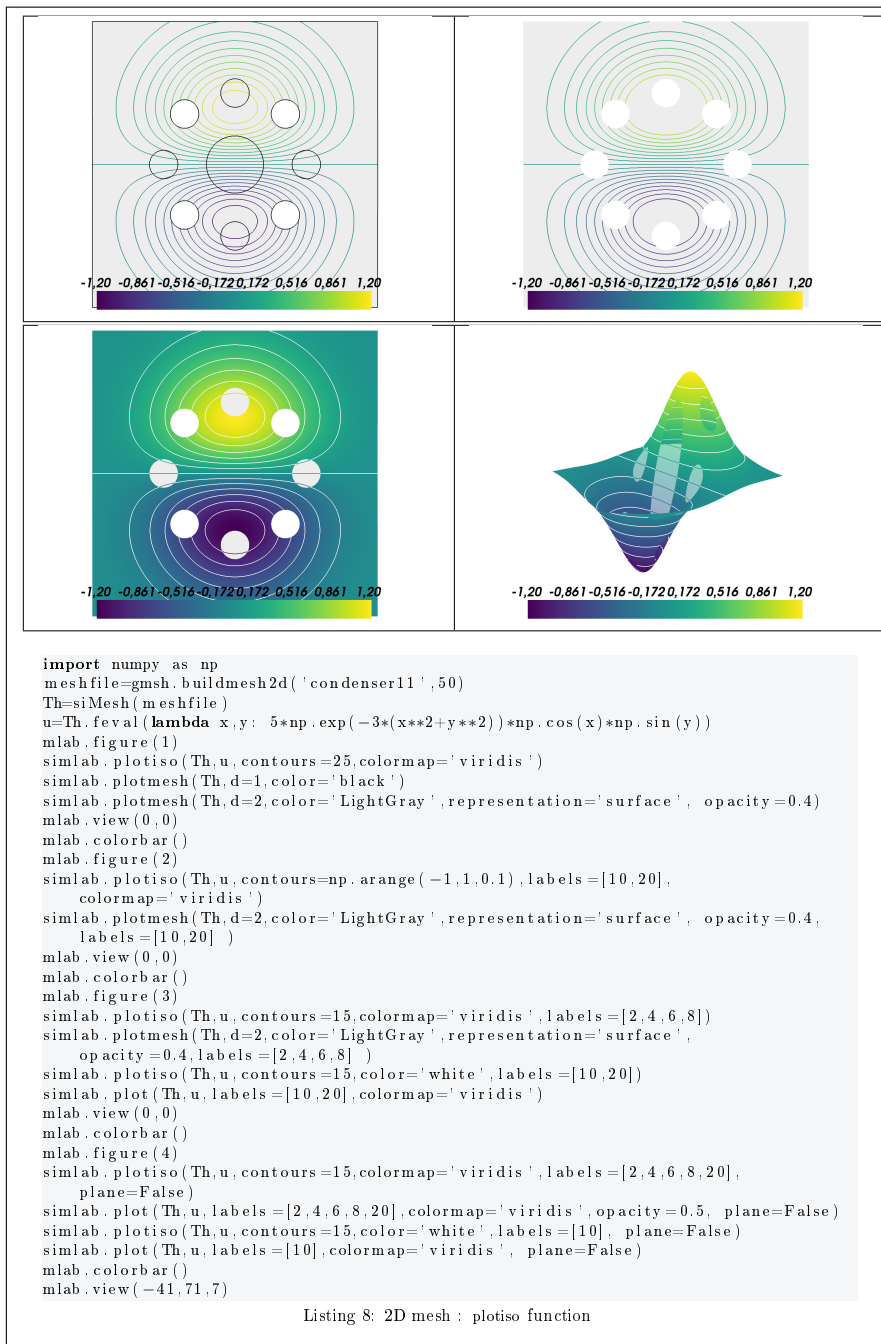 -1,20 -0,861 -0,516 -0,172 0,172 0,516 0,861 1,20
-1,20 -0,861 -0,516 -0,172 0,172 0,516 0,861 1,20
-1,20 -0,861 -0,516 -0,172 0,172 0,516 0,861 1,20
-1,20 -0,861 -0,516 -0,172 0,172 0,516 0,861 1,20
import numpy as np
meshfile=gmsh.buildmesh2d('condenser11',50)
Th=siMesh(meshfile)
u=Th.feval(lambda x,y: 5*np.exp(-3*(x**2+y**2))*np.cos(x)*np.sin(y))
mlab.figure(1)
simlab.plotiso(Th,u,contours=25,colormap='viridis')
simlab.plotmesh(Th,d=1,color='black')
simlab.plotmesh(Th,d=2,color='LightGray',representation='surface', opacity=0.4)
mlab.view(0,0)
mlab.colorbar()
mlab.figure(2)
simlab.plotiso(Th,u,contours=np.arange(-1,1,0.1),labels=[10,20],
colormap='viridis')
simlab.plotmesh(Th,d=2,color='LightGray',representation='surface', opacity=0.4,
labels=[10,20] )
mlab.view(0,0)
mlab.colorbar()
mlab.figure(3)
simlab.plotiso(Th,u,contours=15,colormap='viridis',labels=[2,4,6,8])
simlab.plotmesh(Th,d=2,color='LightGray',representation='surface',
opacity=0.4,labels=[2,4,6,8] )
simlab.plotiso(Th,u,contours=15,color='white',labels=[10,20])
simlab.plot(Th,u,labels=[10,20],colormap='viridis')
mlab.view(0,0)
mlab.colorbar()
mlab.figure(4)
simlab.plotiso(Th,u,contours=15,colormap='viridis',labels=[2,4,6,8,20],
plane=False)
simlab.plot(Th,u,labels=[2,4,6,8,20],colormap='viridis',opacity=0.5, plane=False)
simlab.plotiso(Th,u,contours=15,color='white',labels=[10], plane=False)
simlab.plot(Th,u,labels=[10],colormap='viridis', plane=False)
mlab.colorbar()
mlab.view(-41,71,7)
Listing 8: 2D mesh : plotiso function